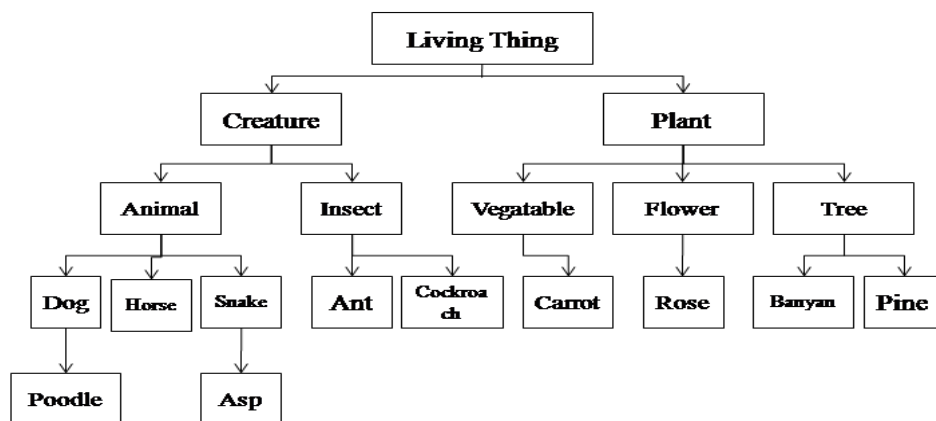 Living Thing
Creature
Plant
Animal
Insect
Vegatable
Flower
Tree
Dog
Horse
Snake
Ant
Cockroa
ch
Carrot
Rose
Banyan
Pine
Poodle
Asp